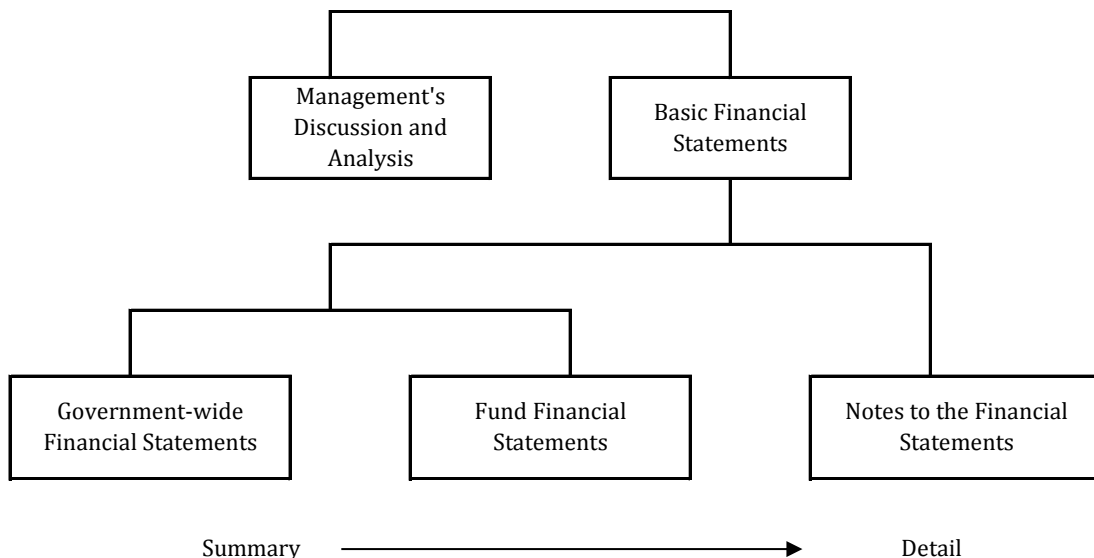 Management's
Discussion and
Analysis
Basic Financial
Statements
Government-wide
Financial Statements
Fund Financial
Statements
Notes to the Financial
Statements
Summary
Detail